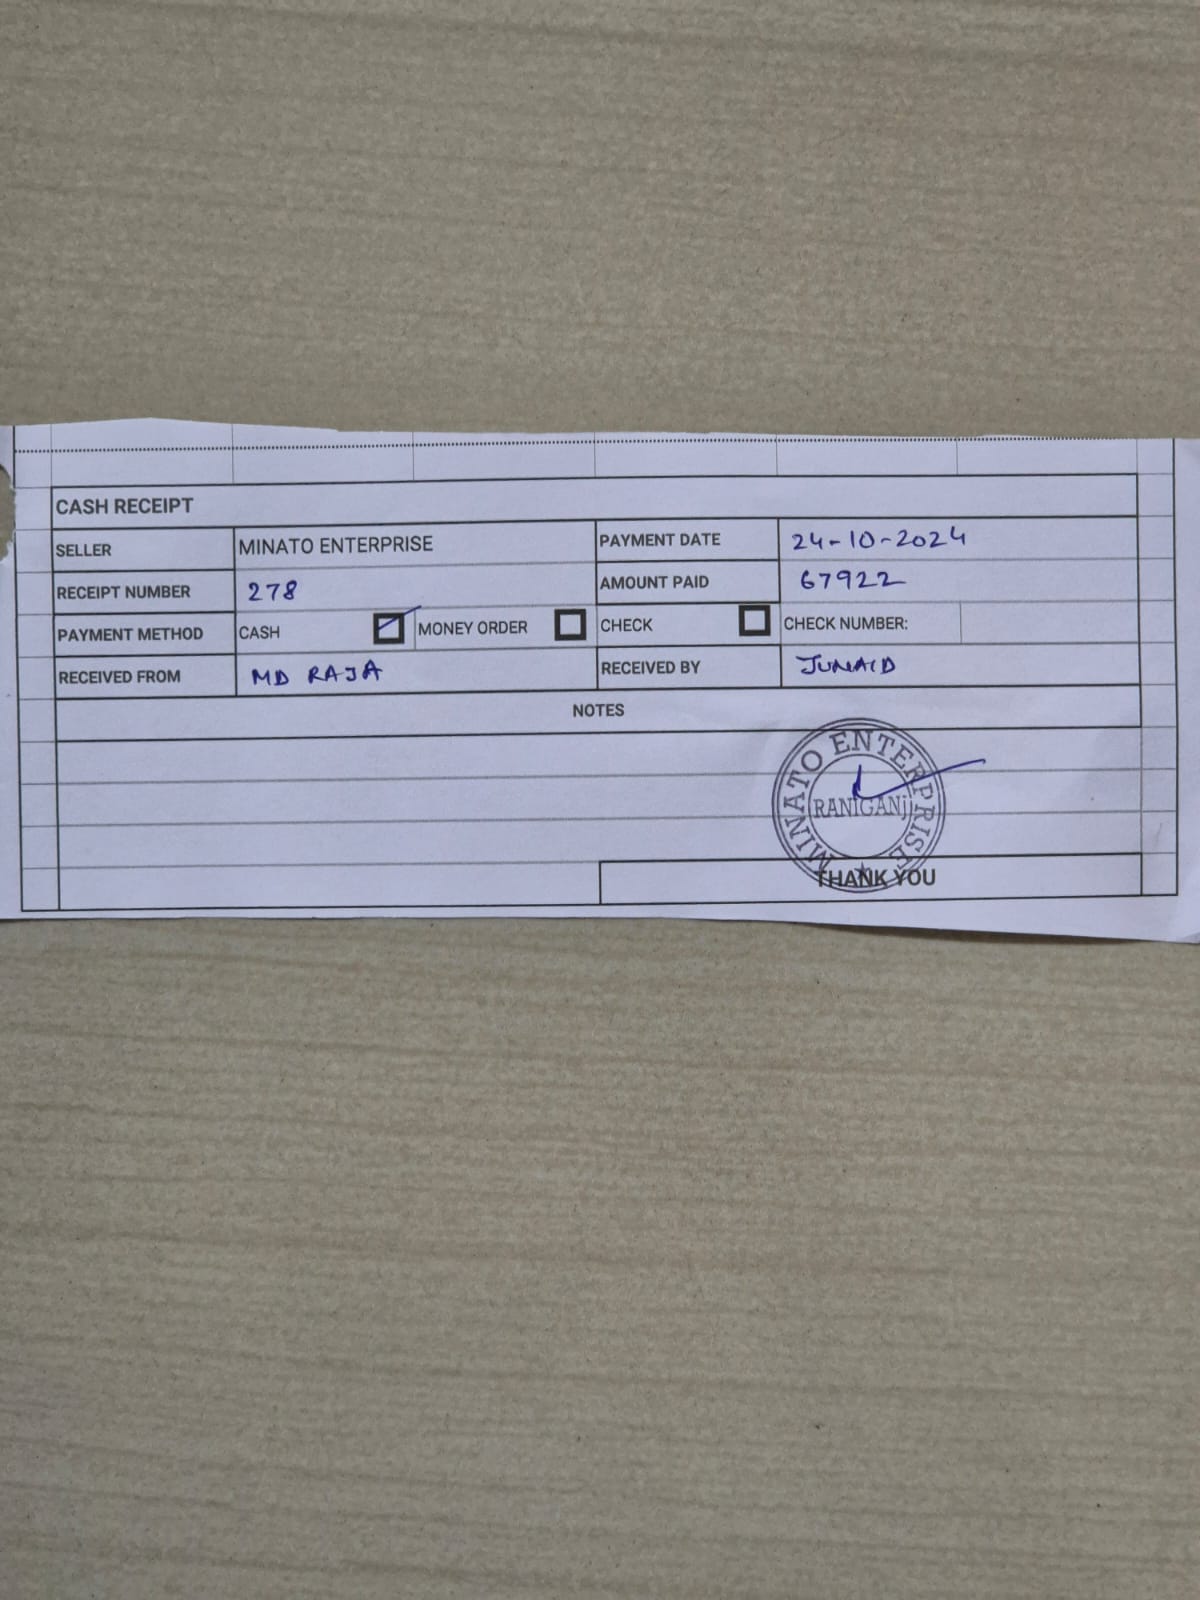 CASH RECEIPT
SELLER MINATO ENTERPRISE PAYMENT DATE 24-10-2024
RECEIPT NUMBER 278 AMOUNT PAID 67922
PAYMENT METHOD CASH MONEY ORDER CHECK CHECK NUMBER:
RECEIVED FROM MD RAJA RECEIVED BY JUNAID
NOTES
MINATO ENTERPRISE
RANIGANj
THANK YOU